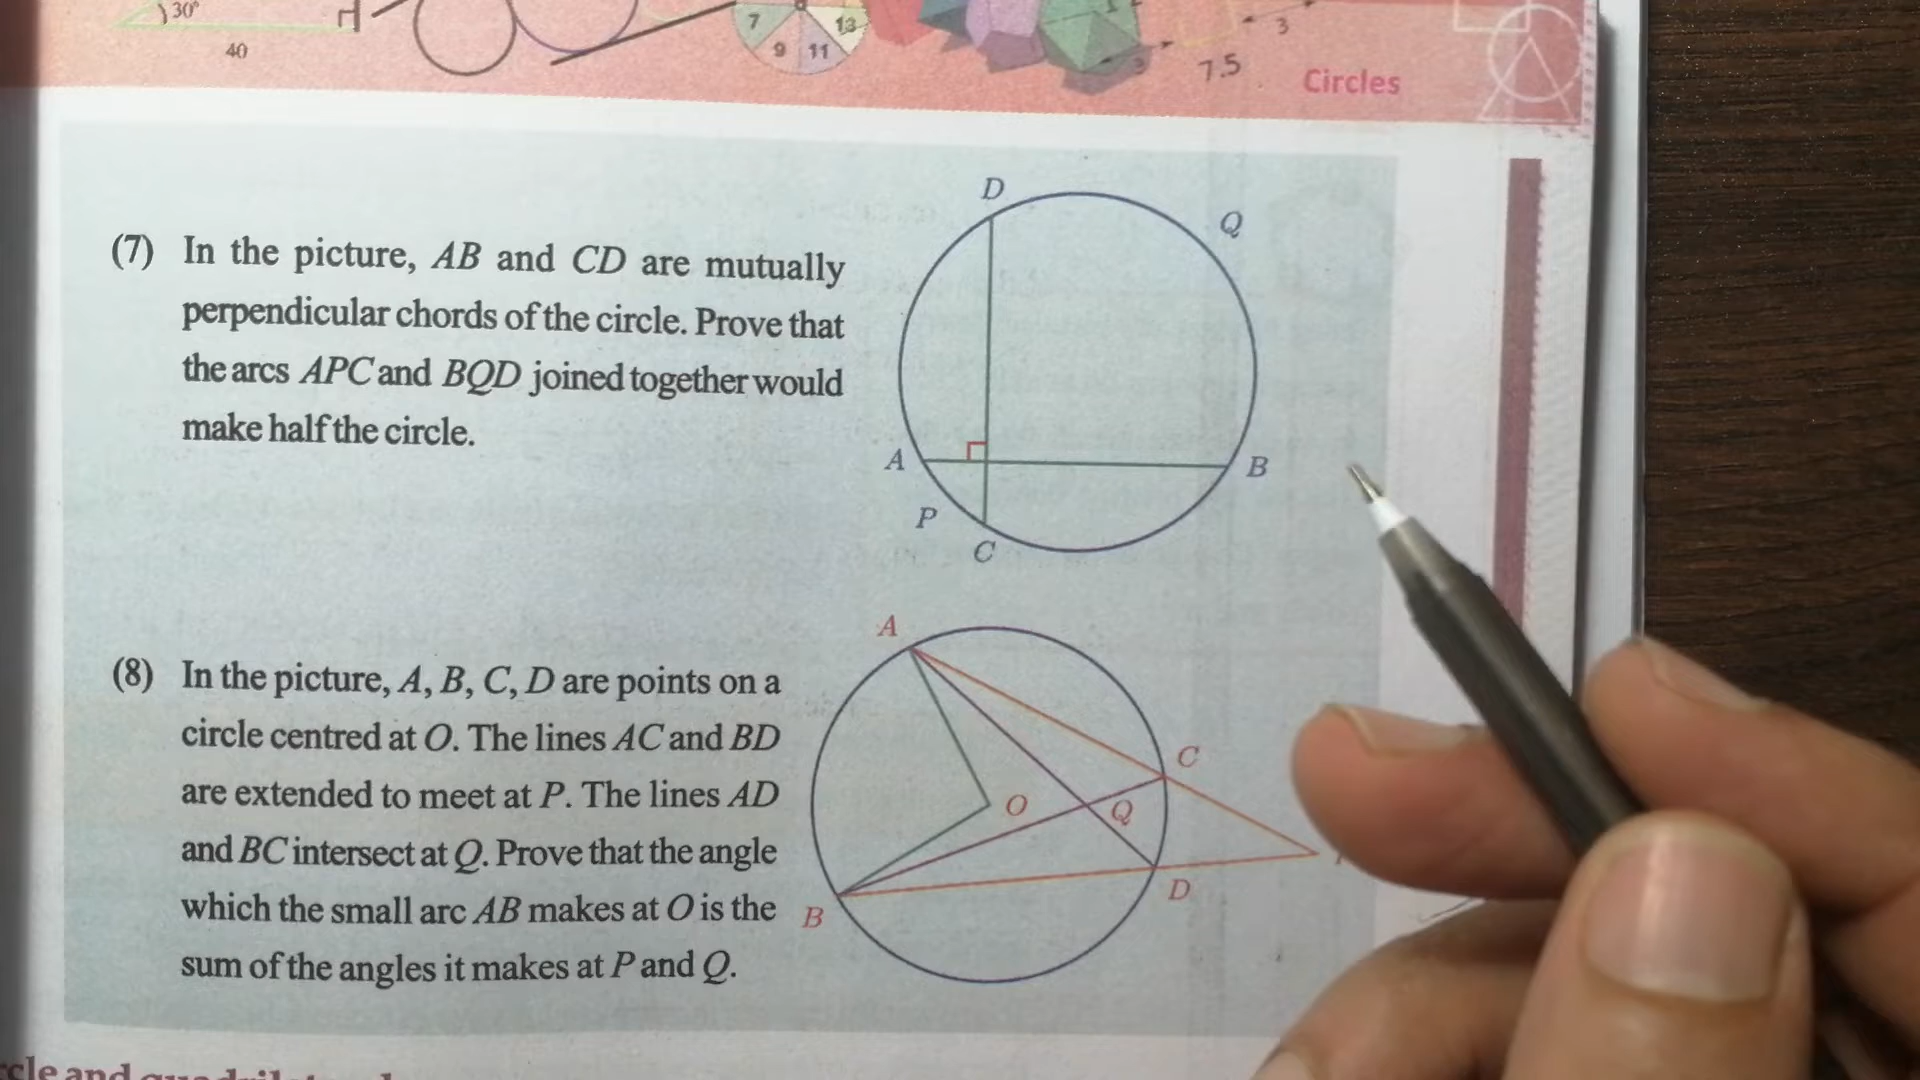 30°
40
7
9
11
13
3
7.5
3
Circles
(7) In the picture, AB and CD are mutually
perpendicular chords of the circle. Prove that
the arcs APC and BQD joined together would
make half the circle.
D
Q
A
B
P
C
(8) In the picture, A, B, C, D are points on a
circle centred at O. The lines AC and BD
are extended to meet at P. The lines AD
and BC intersect at Q. Prove that the angle
which the small arc AB makes at O is the
sum of the angles it makes at P and Q.
A
C
O
Q
D
B